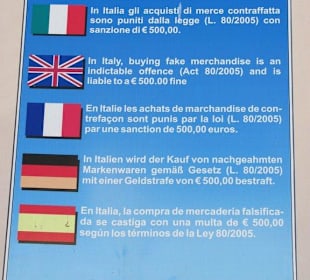 In Italia gli acquisti di merce contraffatta
sono puniti dalla legge (L. 80/2005) con
sanzione di € 500,00.
In Italy, buying fake merchandise is an
indictable offence (Act 80/2005) and is
liable to a €.500.00 fine
En Italie les achats de marchandise de con-
trefaçon sont punis par la loi (L. 80/2005)
par une sanction de 500,00 euros.
In Italien wird der Kauf von nachgeahmten
Markenwaren gemäß Gesetz (L. 80/2005)
mit einer Geldstrafe von € 500,00 bestraft.
En Italia, la compra de mercadería falsifica-
da se castiga con una multa de € 500,00
según los términos de la Ley 80/2005.